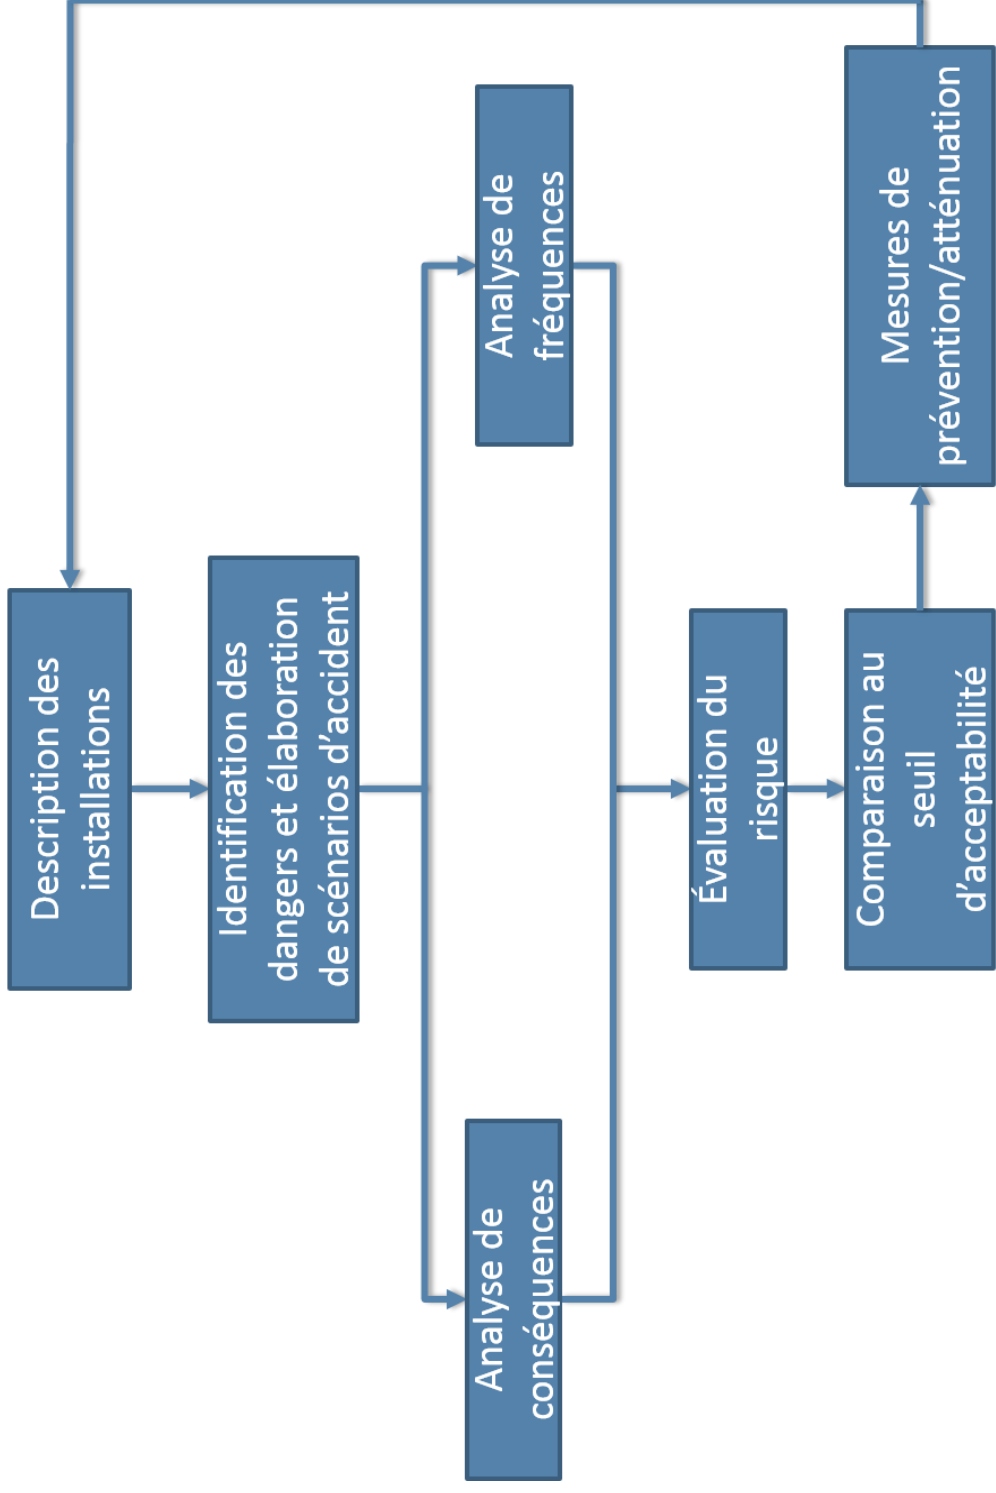 Description des
installations
Identification des
dangers et élaboration
de scénarios d’accident
Analyse de
conséquences
Analyse de
fréquences
Évaluation du
risque
Comparaison au
seuil
d’acceptabilité
Mesures de
prévention/atténuation